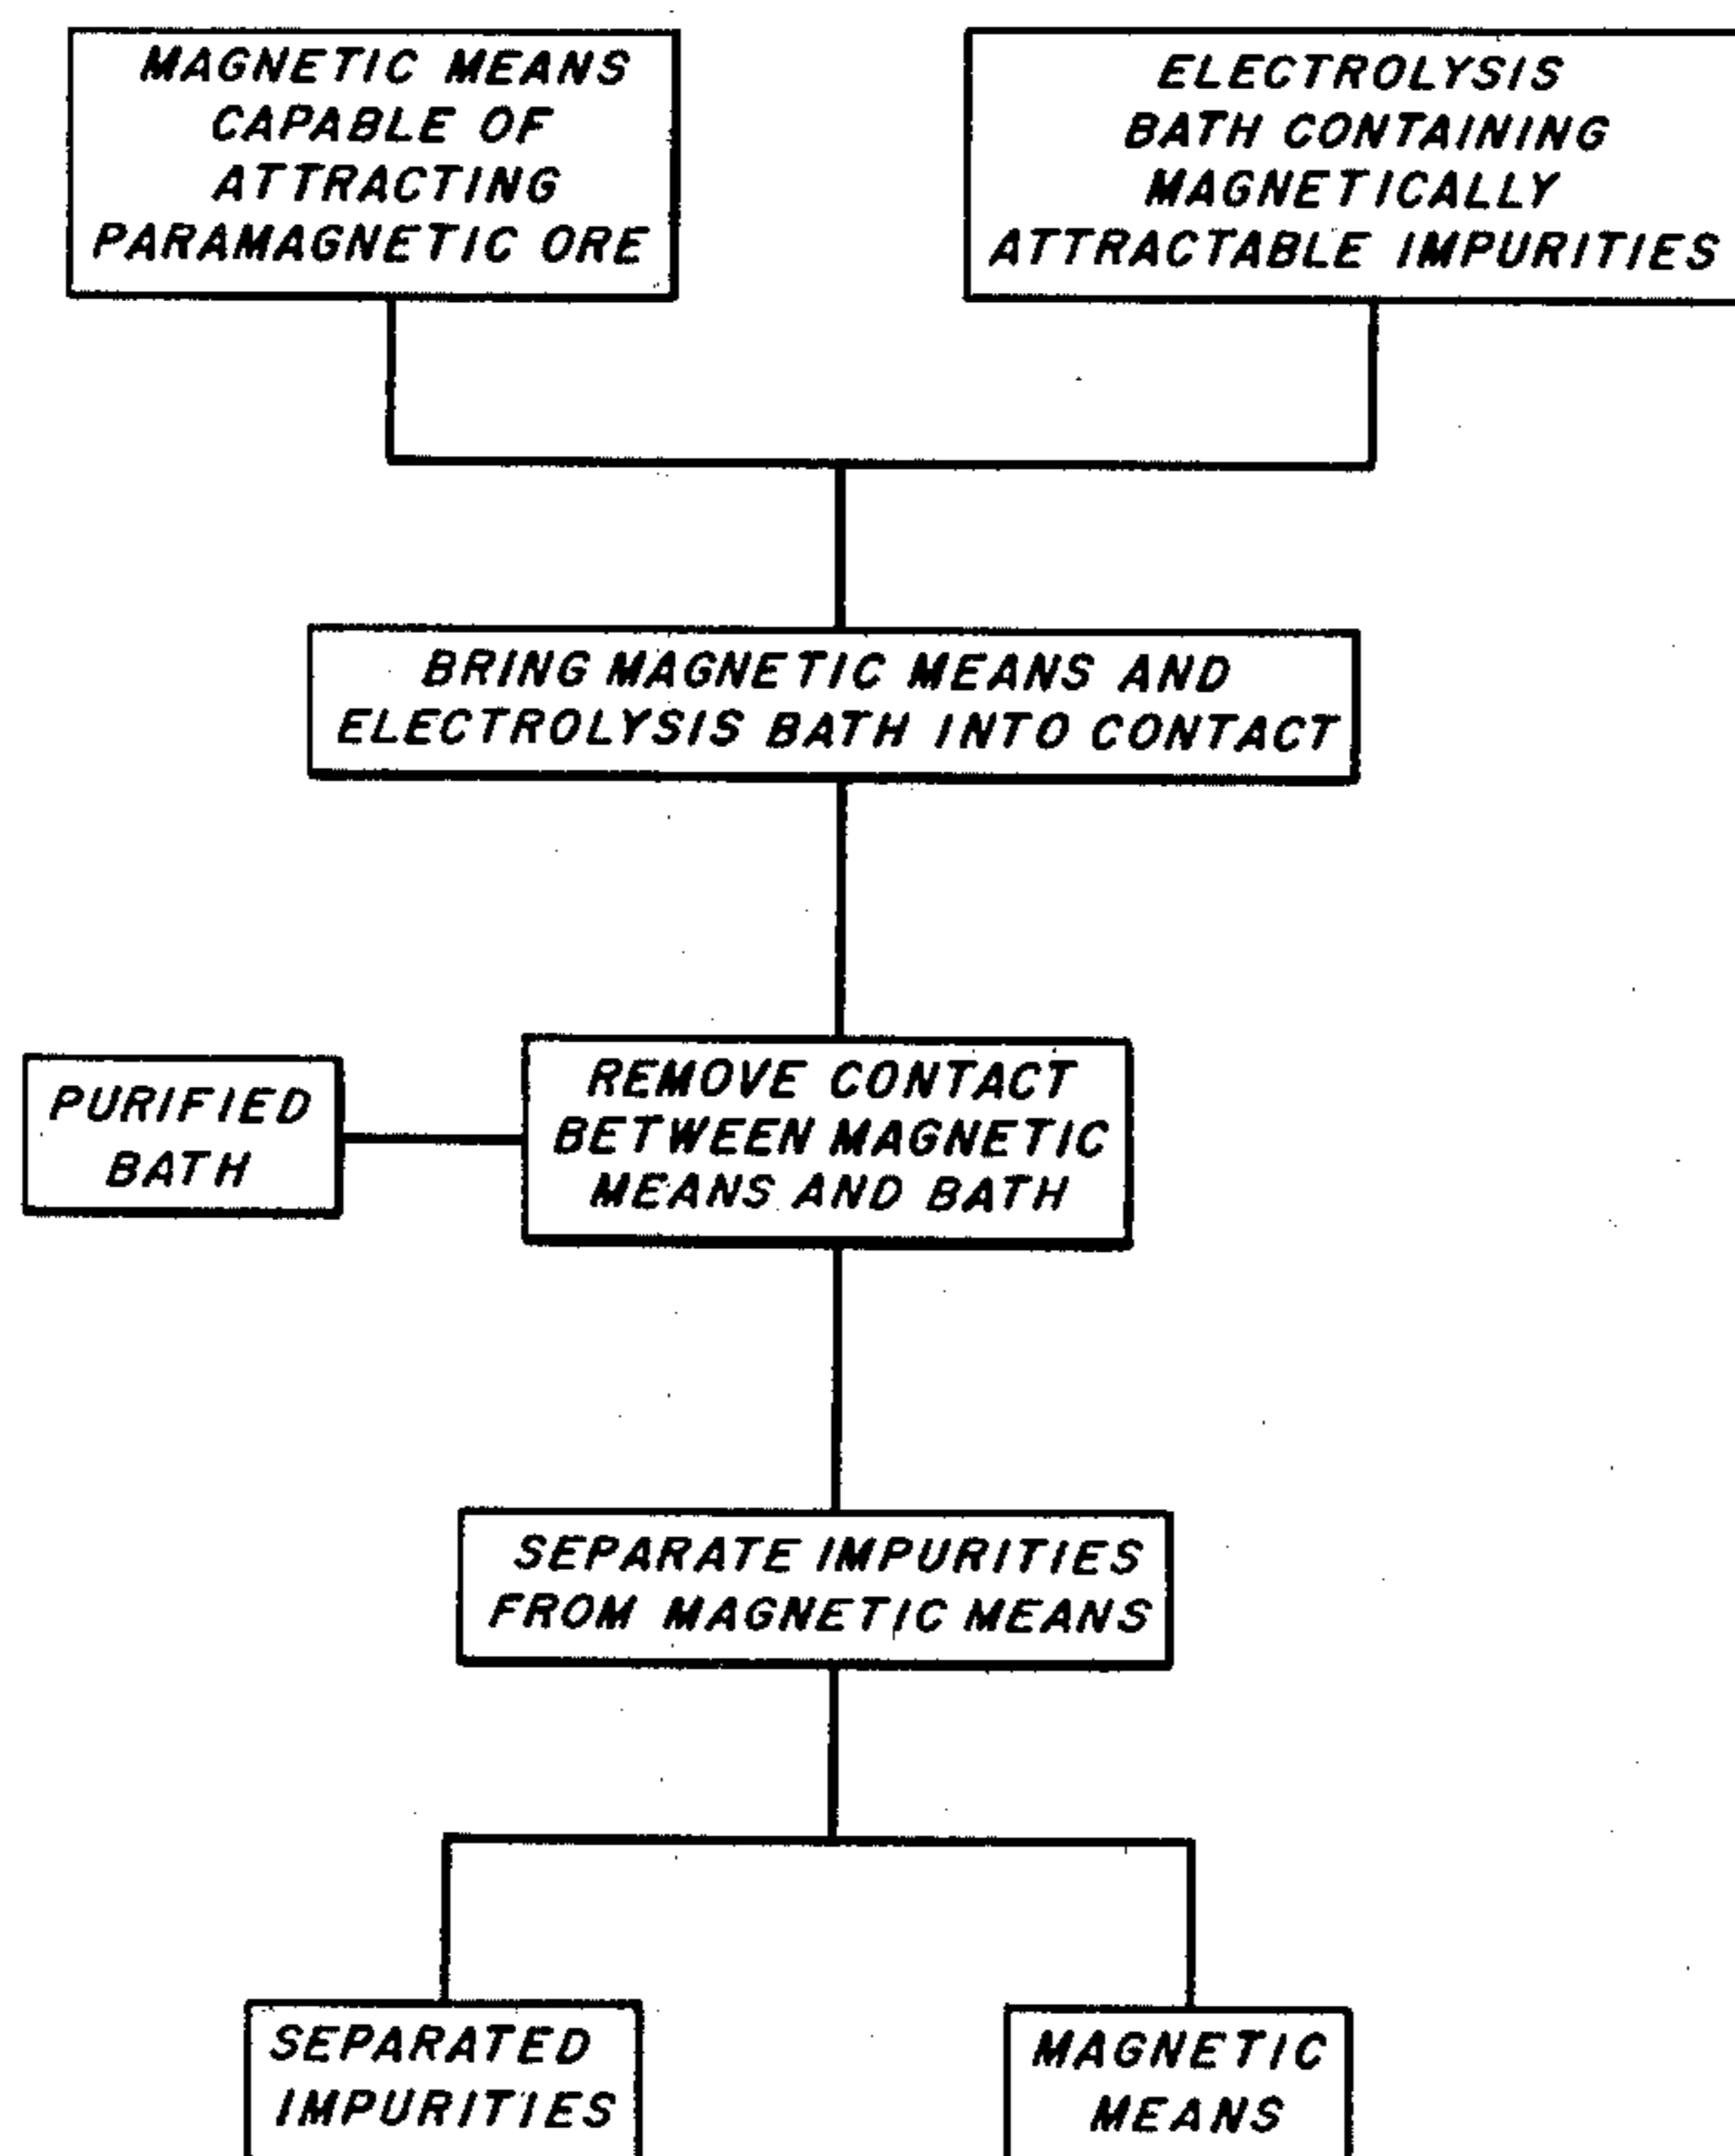 MAGNETIC MEANS
CAPABLE OF
ATTRACTING
PARAMAGNETIC ORE
ELECTROLYSIS
BATH CONTAINING
MAGNETICALLY
ATTRACTABLE IMPURITIES
BRING MAGNETIC MEANS AND
ELECTROLYSIS BATH INTO CONTACT
PURIFIED
BATH
REMOVE CONTACT
BETWEEN MAGNETIC
MEANS AND BATH
SEPARATE IMPURITIES
FROM MAGNETIC MEANS
SEPARATED
IMPURITIES
MAGNETIC
MEANS